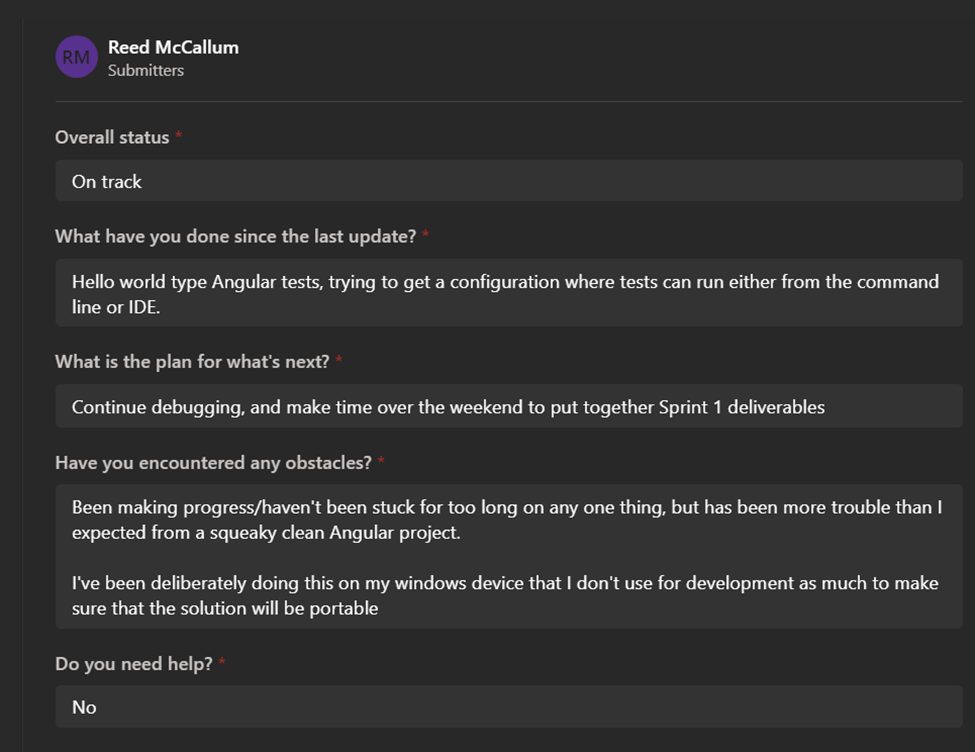 RM
Reed McCallum
Submitters
Overall status *
On track
What have you done since the last update? *
Hello world type Angular tests, trying to get a configuration where tests can run either from the command
line or IDE.
What is the plan for what's next? *
Continue debugging, and make time over the weekend to put together Sprint 1 deliverables
Have you encountered any obstacles? *
Been making progress/haven't been stuck for too long on any one thing, but has been more trouble than I
expected from a squeaky clean Angular project.
I've been deliberately doing this on my windows device that I don't use for development as much to make
sure that the solution will be portable
Do you need help? *
No